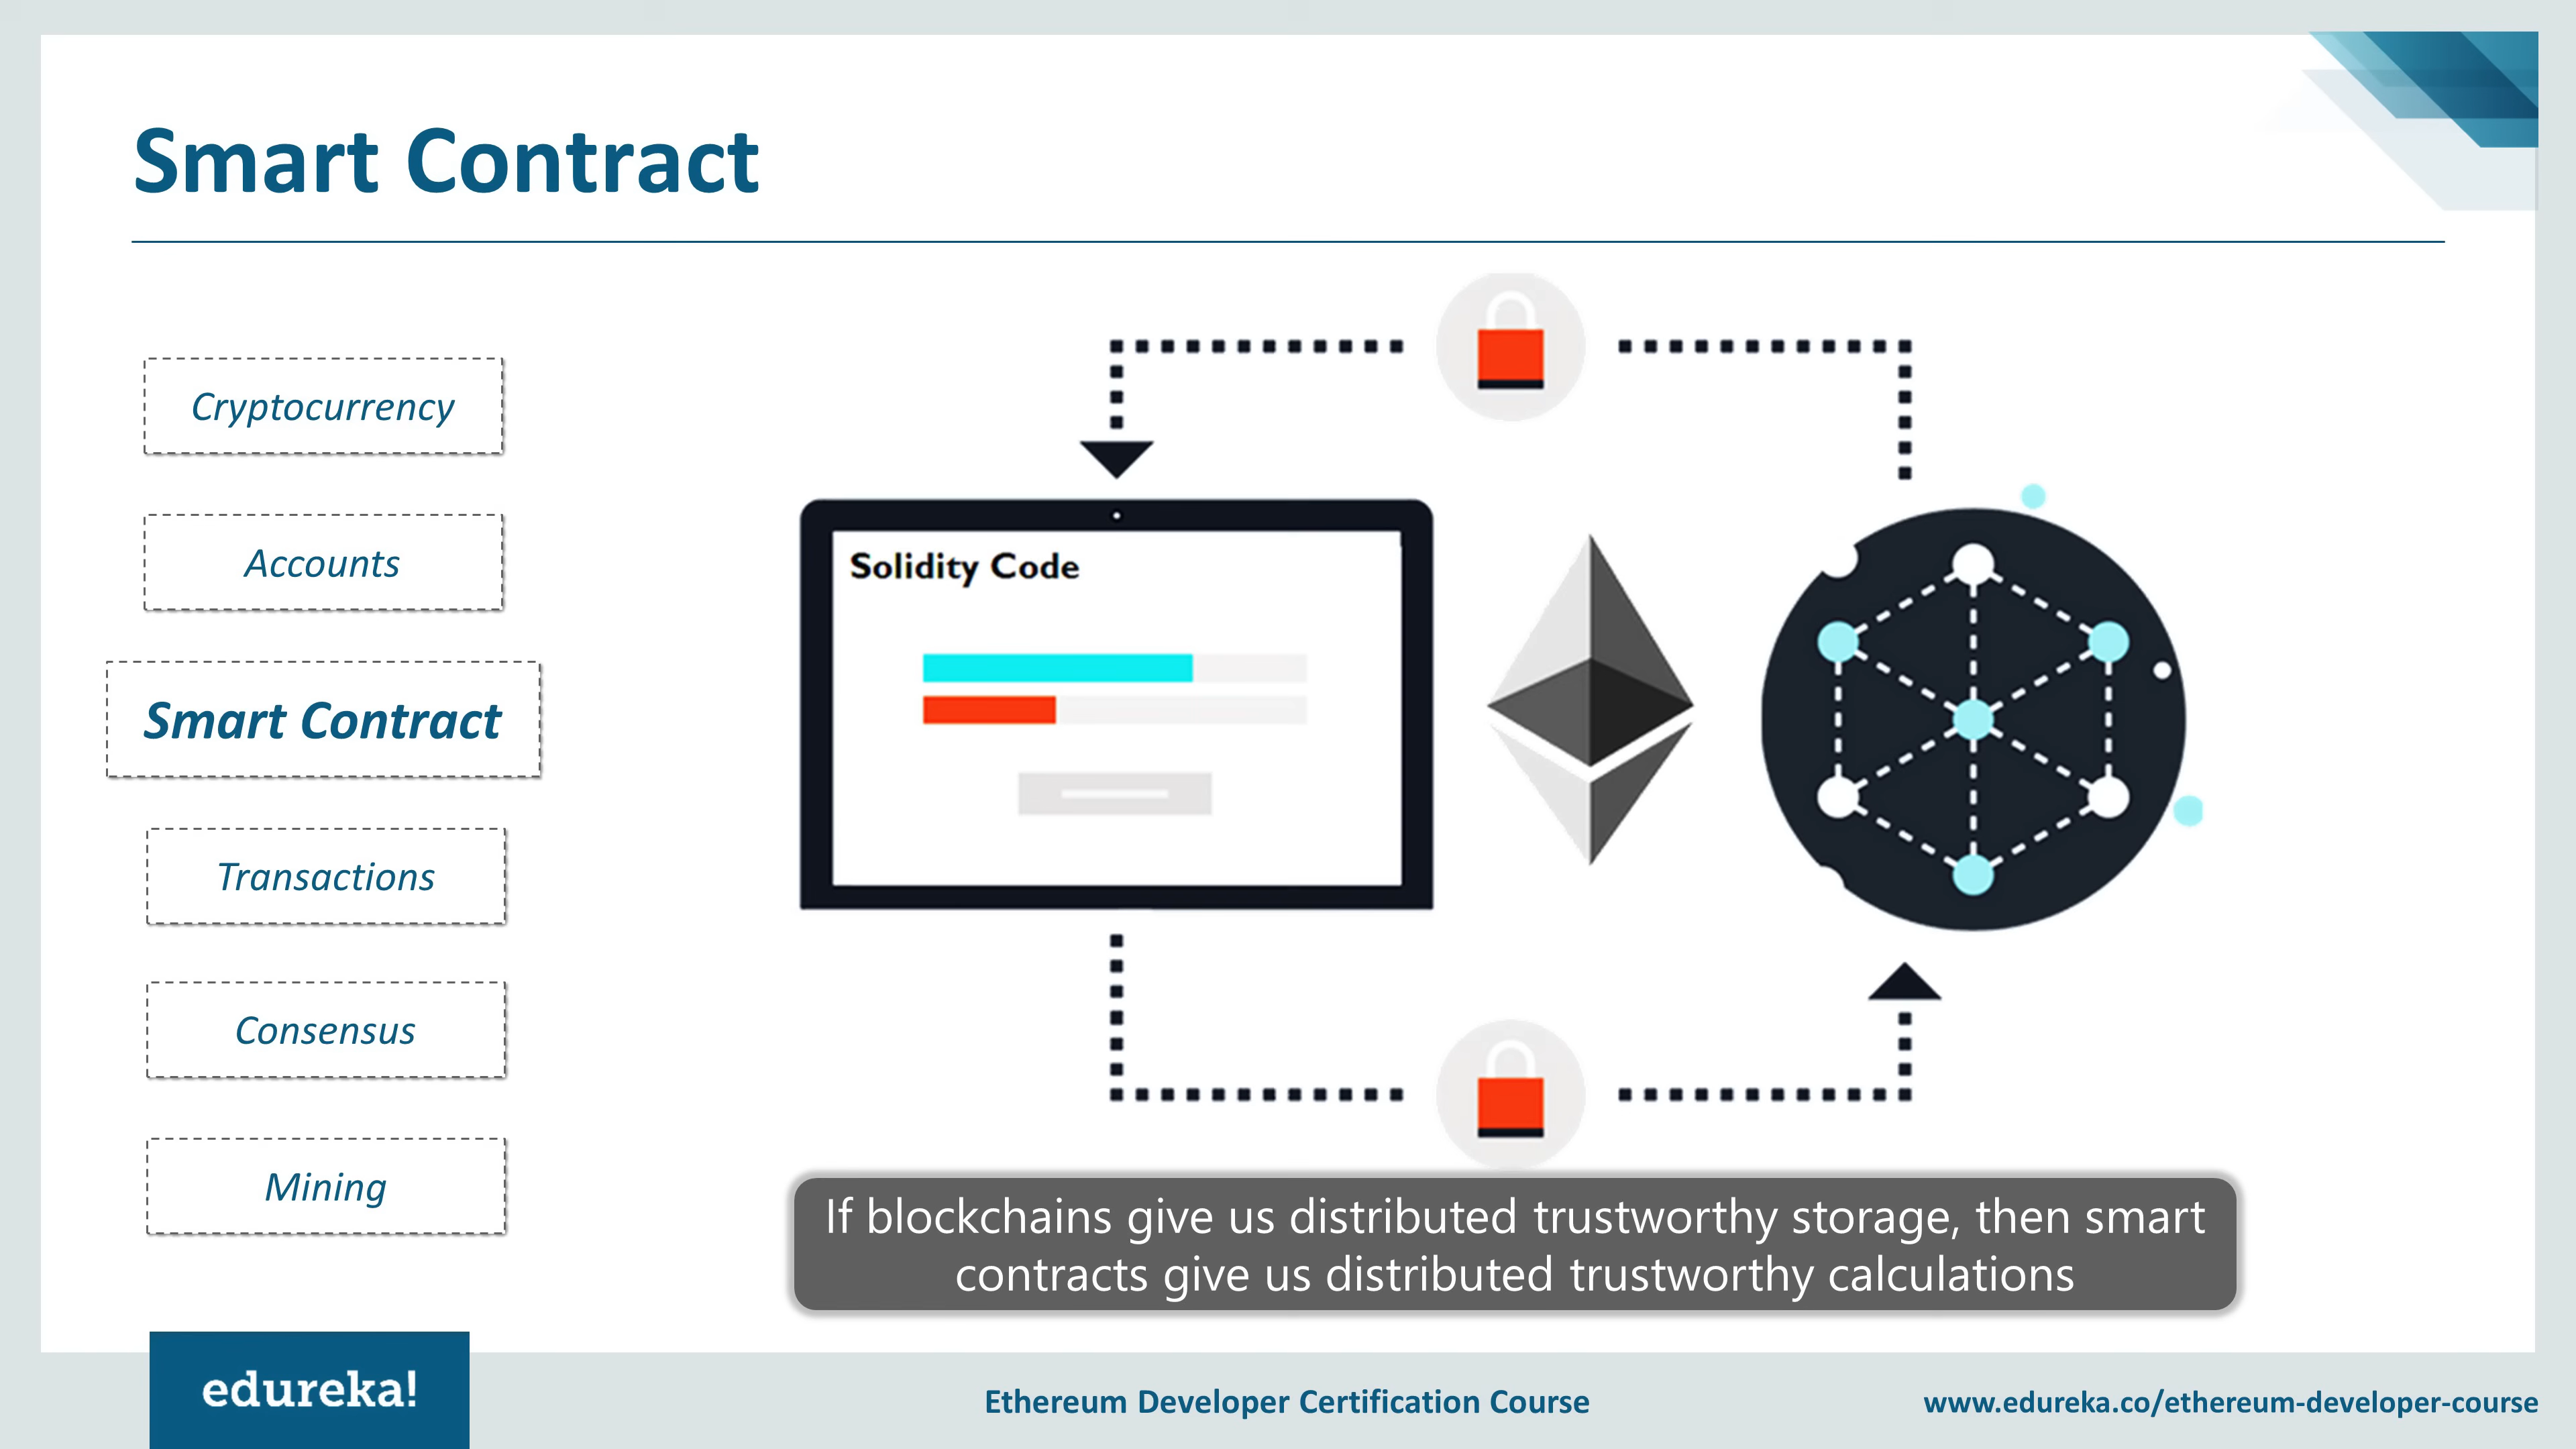 Smart Contract
Cryptocurrency
Accounts
Smart Contract
Transactions
Consensus
Mining
Solidity Code
If blockchains give us distributed trustworthy storage, then smart
contracts give us distributed trustworthy calculations
edureka!
Ethereum Developer Certification Course
www.edureka.co/ethereum-developer-course